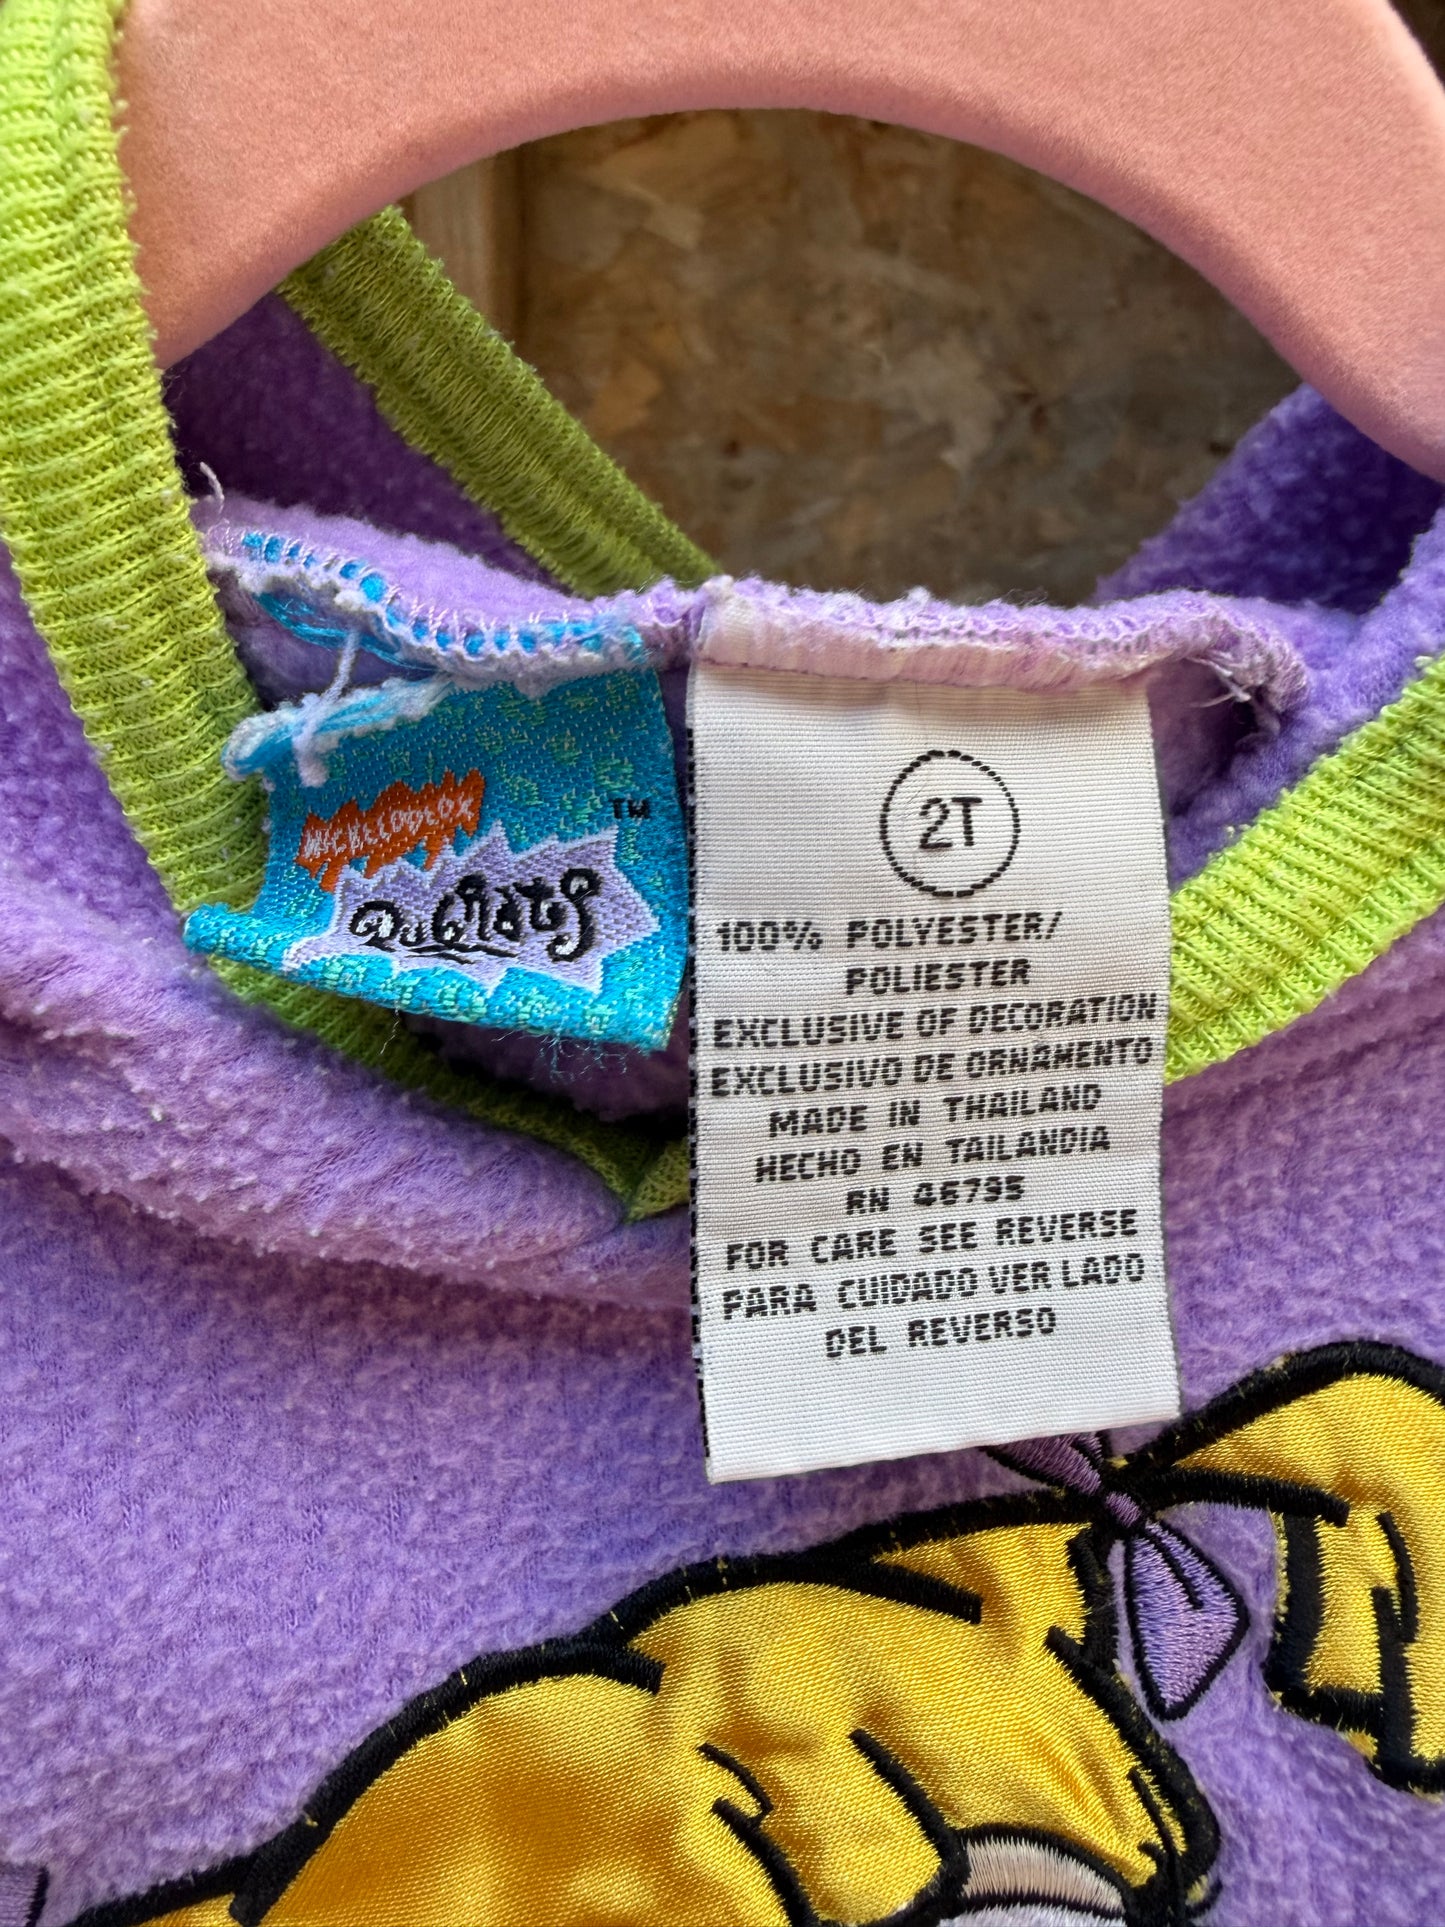 NICKELODEON
TM
RUGRATS
2T
100% POLYESTER/
POLIESTER
EXCLUSIVE OF DECORATION
EXCLUSIVO DE ORNAMENTO
MADE IN THAILAND
HECHO EN TAILANDIA
RN 46795
FOR CARE SEE REVERSE
PARA CUIDADO VER LADO
DEL REVERSO